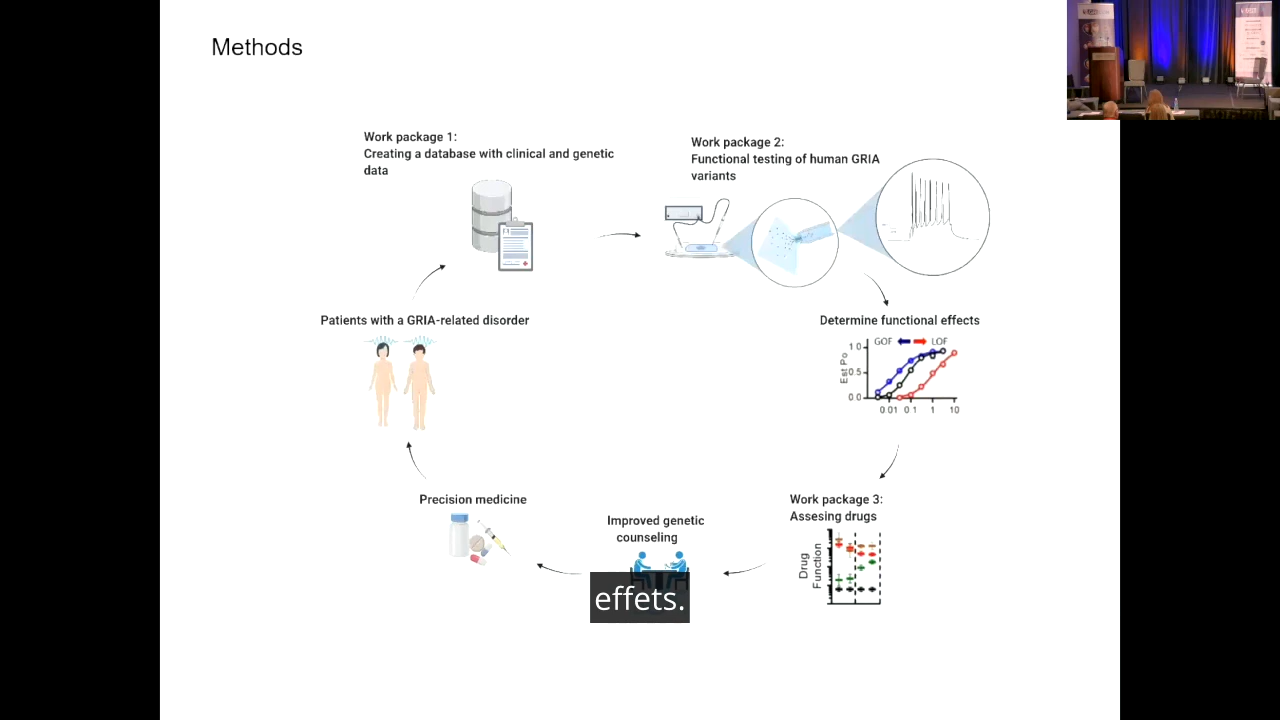 Methods
Work package 1:
Creating a database with clinical and genetic
data
Work package 2:
Functional testing of human GRIA
variants
Patients with a GRIA-related disorder
Determine functional effects
GOF LOF
Est Po
1 0
0.5
0.0
0 01 0 1 1 10
Work package 3:
Assesing drugs
Drug
Function
Improved genetic
counseling
Precision medicine
effets.